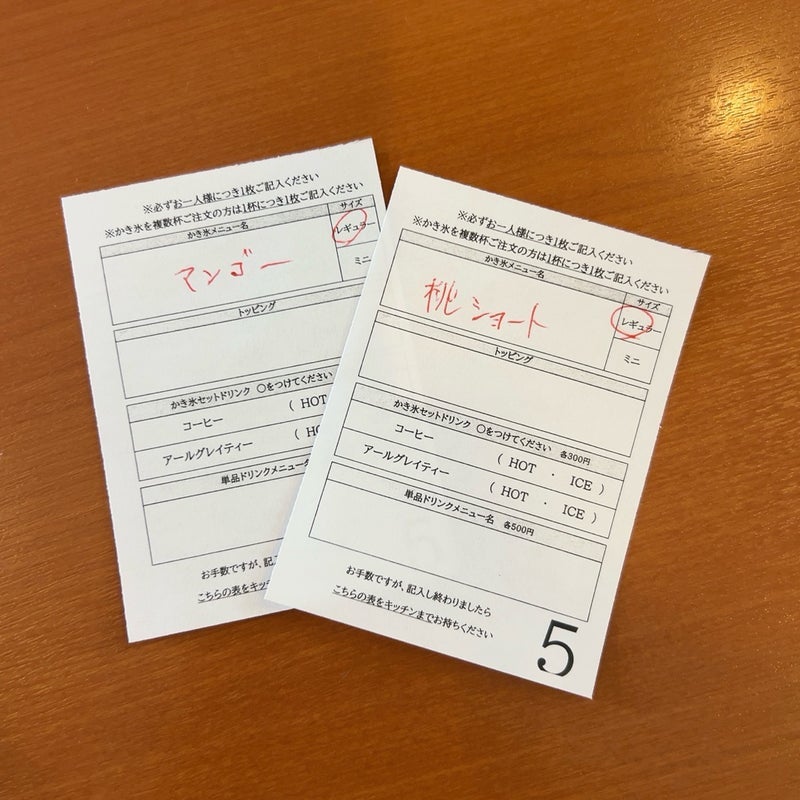 ※必ずお一人様につき1枚ご記入ください
※かき氷を複数杯ご注文の方は1杯につき1枚ご記入ください
かき氷メニュー名
サイズ
マンゴー
レギュラー
ミニ
トッピング
かき氷セットドリンク ○をつけてください
コーヒー ( HOT
アールグレイティー ( HO
単品ドリンクメニュー
お手数ですが、記
こちらの表をキッ
※必ずお一人様につき1枚ご記入ください
※かき氷を複数杯ご注文の方は1杯につき1枚ご記入ください
かき氷メニュー名
サイズ
桃ショート
レギュラー
ミニ
トッピング
かき氷セットドリンク ○をつけてください 各300円
コーヒー ( HOT ・ ICE )
アールグレイティー ( HOT ・ ICE )
単品ドリンクメニュー名 各500円
お手数ですが、記入し終わりましたら
こちらの表をキッチンまでお持ちください
5